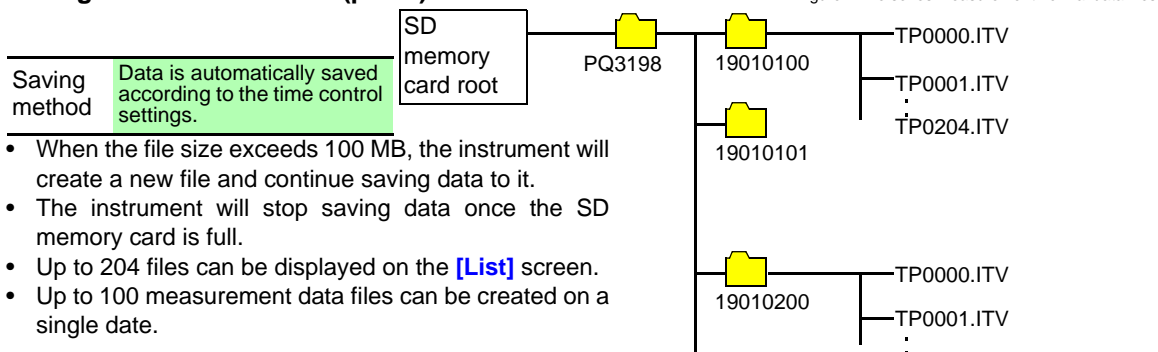 SD
memory
card root
PQ3198
19010100
TP0000.ITV
TP0001.ITV
TP0204.ITV
19010101
19010200
TP0000.ITV
TP0001.ITV
Saving
method
Data is automatically saved
according to the time control
settings.
• When the file size exceeds 100 MB, the instrument will
create a new file and continue saving data to it.
• The instrument will stop saving data once the SD
memory card is full.
• Up to 204 files can be displayed on the [List] screen.
• Up to 100 measurement data files can be created on a
single date.